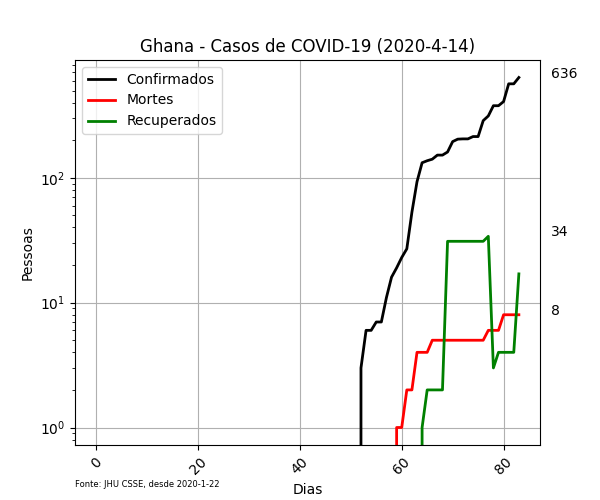 Ghana - Casos de COVID-19 (2020-4-14)
Confirmados
Mortes
Recuperados
636
34
8
Pessoas
10²
10¹
10⁰
0
20
40
60
80
Dias
Fonte: JHU CSSE, desde 2020-1-22